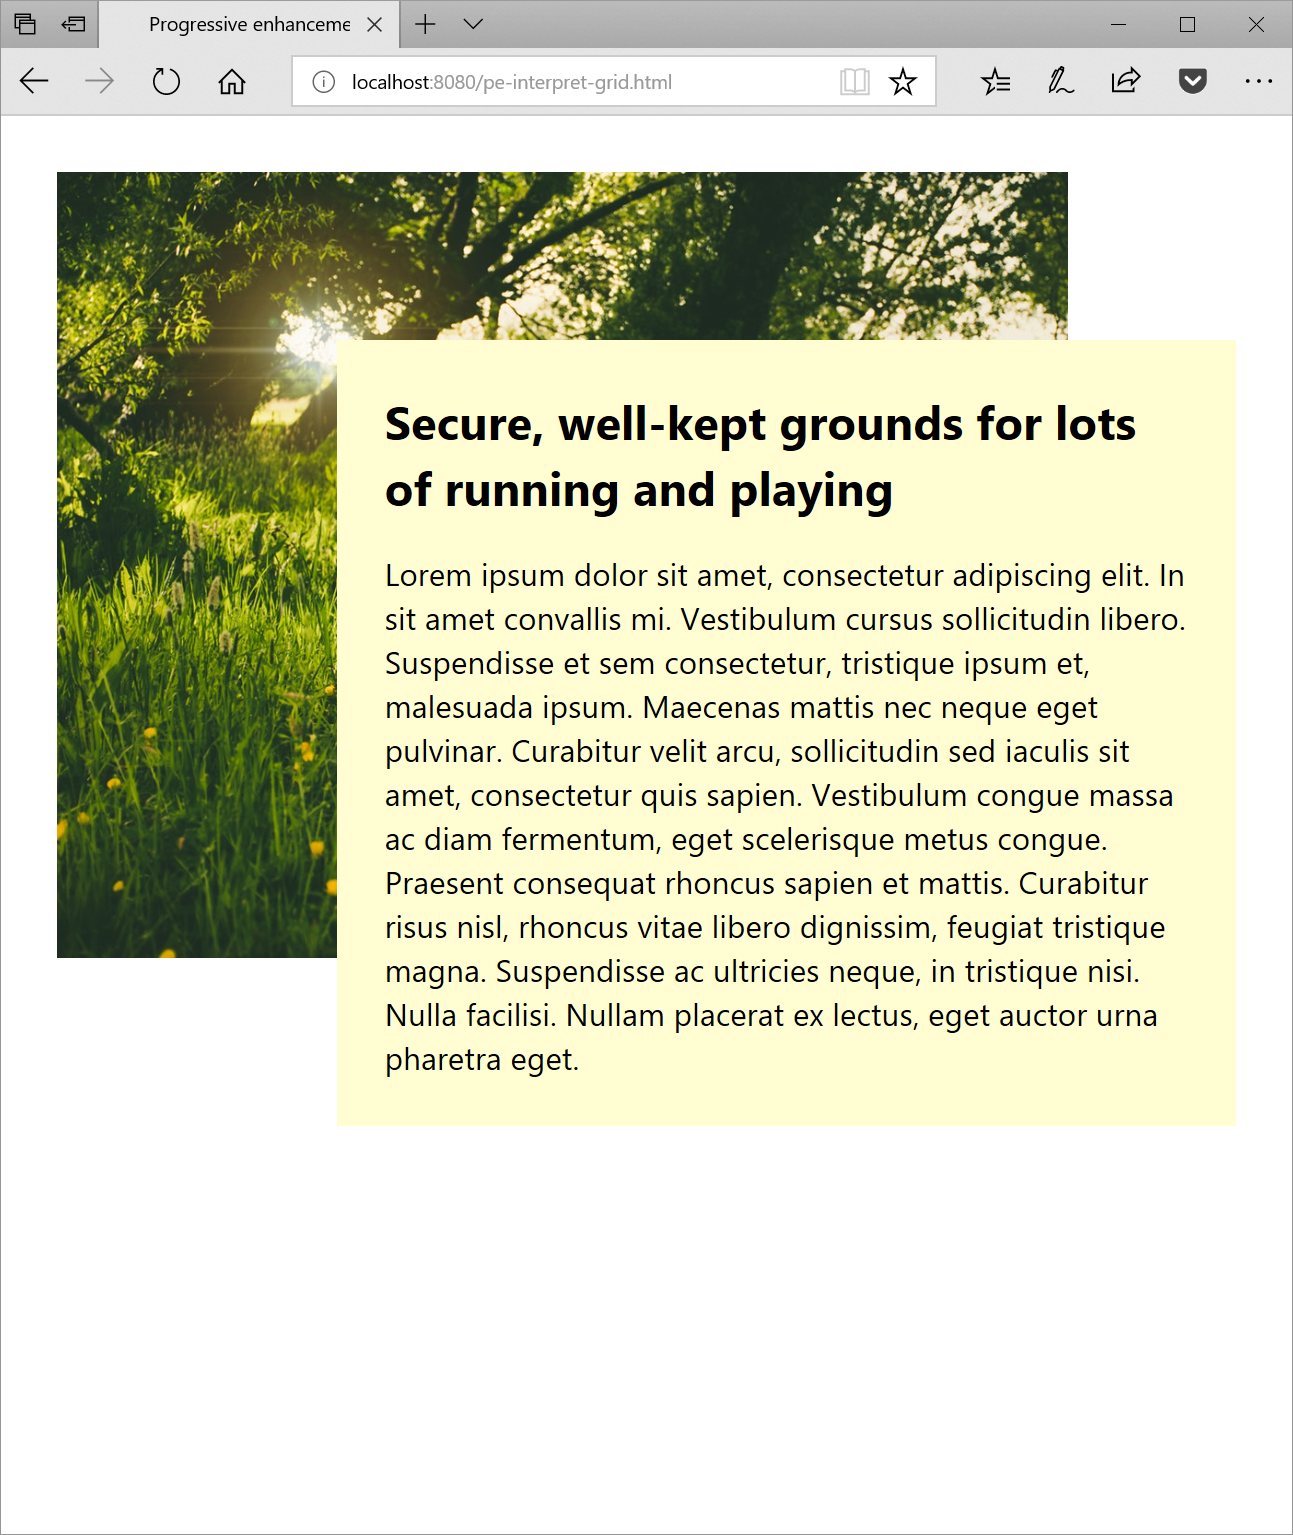 Progressive enhanceme
localhost:8080/pe-interpret-grid.html
Secure, well-kept grounds for lots
of running and playing
Lorem ipsum dolor sit amet, consectetur adipiscing elit. In
sit amet convallis mi. Vestibulum cursus sollicitudin libero.
Suspendisse et sem consectetur, tristique ipsum et,
malesuada ipsum. Maecenas mattis nec neque eget
pulvinar. Curabitur velit arcu, sollicitudin sed iaculis sit
amet, consectetur quis sapien. Vestibulum congue massa
ac diam fermentum, eget scelerisque metus congue.
Praesent consequat rhoncus sapien et mattis. Curabitur
risus nisl, rhoncus vitae libero dignissim, feugiat tristique
magna. Suspendisse ac ultricies neque, in tristique nisi.
Nulla facilisi. Nullam placerat ex lectus, eget auctor urna
pharetra eget.